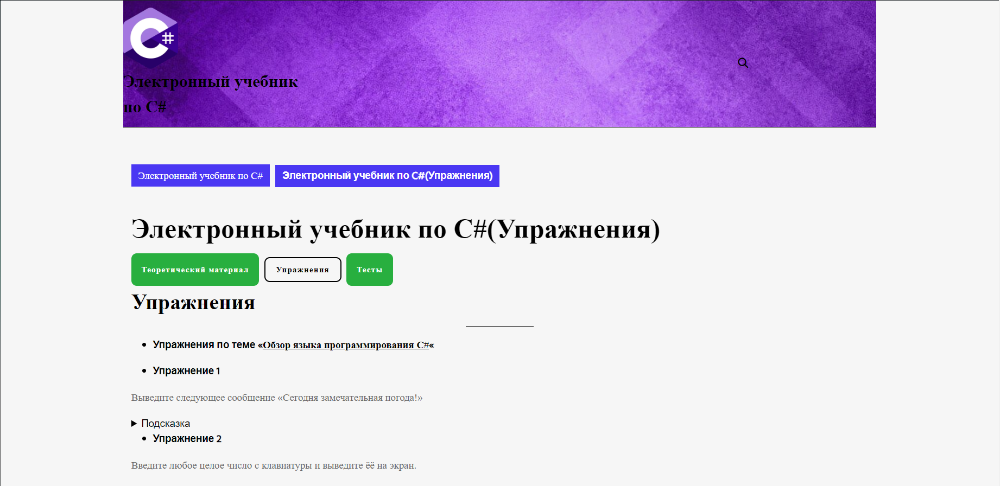 C#
Электронный учебник
по C#
Электронный учебник по C# Электронный учебник по C#(Упражнения)
Электронный учебник по C#(Упражнения)
Теоретический материал Упражнения Тесты
Упражнения
Упражнения по теме «Обзор языка программирования C#«
Упражнение 1
Выведите следующее сообщение «Сегодня замечательная погода!»
Подсказка
Упражнение 2
Введите любое целое число с клавиатуры и выведите ёё на экран.